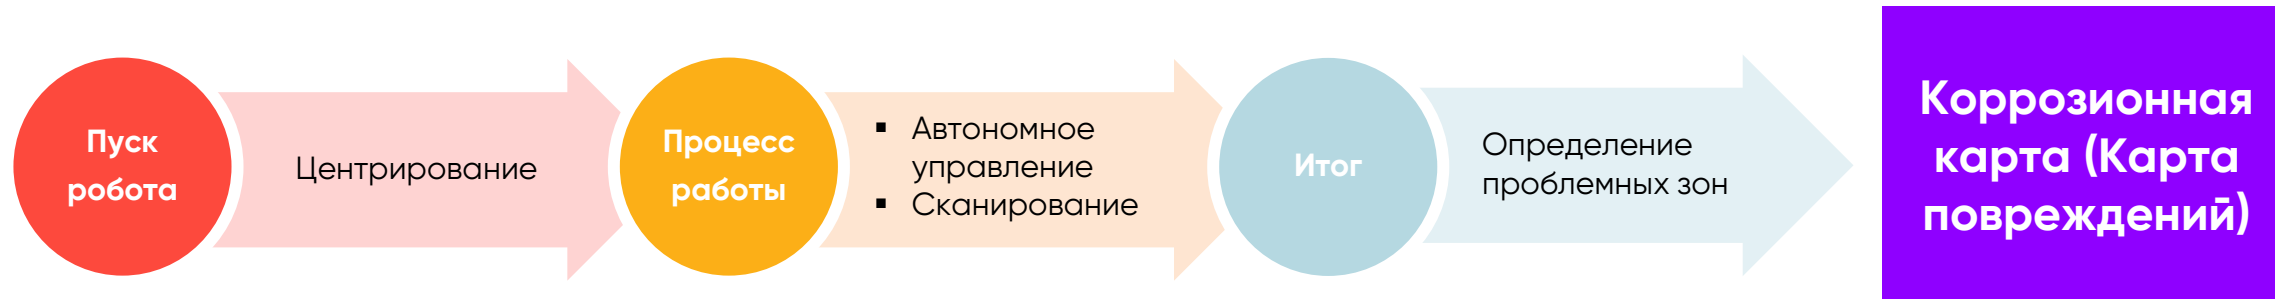 Пуск
робота
Центрирование
Процесс
работы
▪ Автономное
управление
▪ Сканирование
Итог
Определение
проблемных зон
Коррозионная
карта (Карта
повреждений)